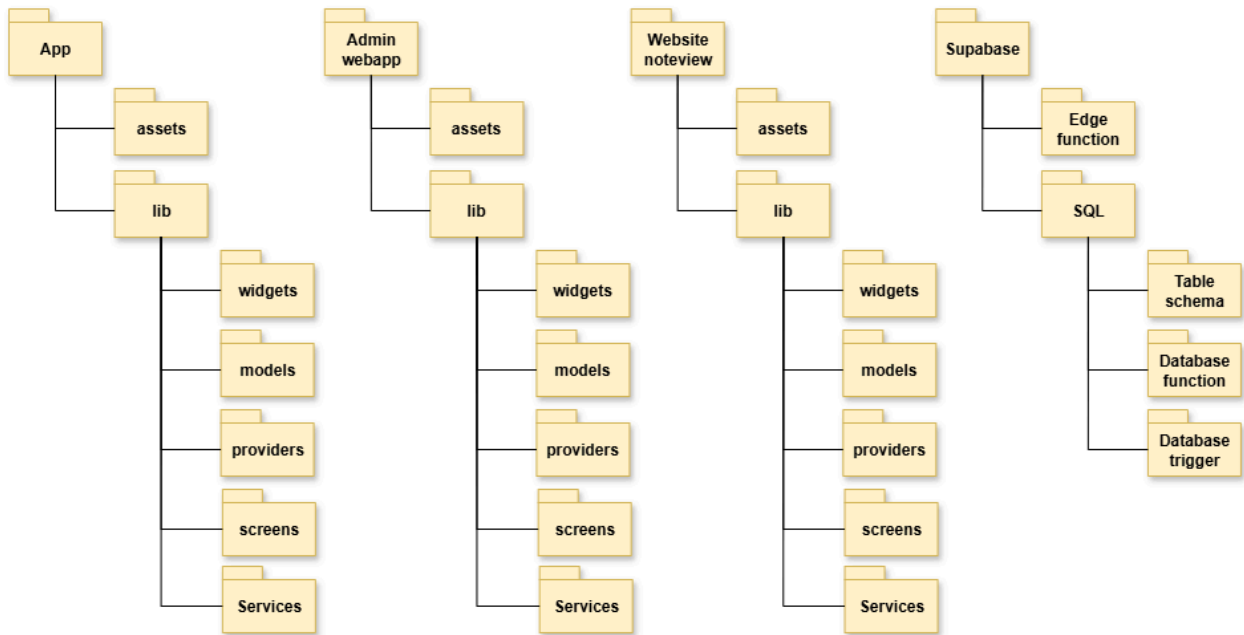 App
assets
lib
widgets
models
providers
screens
Services
Admin
webapp
assets
lib
widgets
models
providers
screens
Services
Website
noteview
assets
lib
widgets
models
providers
screens
Services
Supabase
Edge
function
SQL
Table
schema
Database
function
Database
trigger